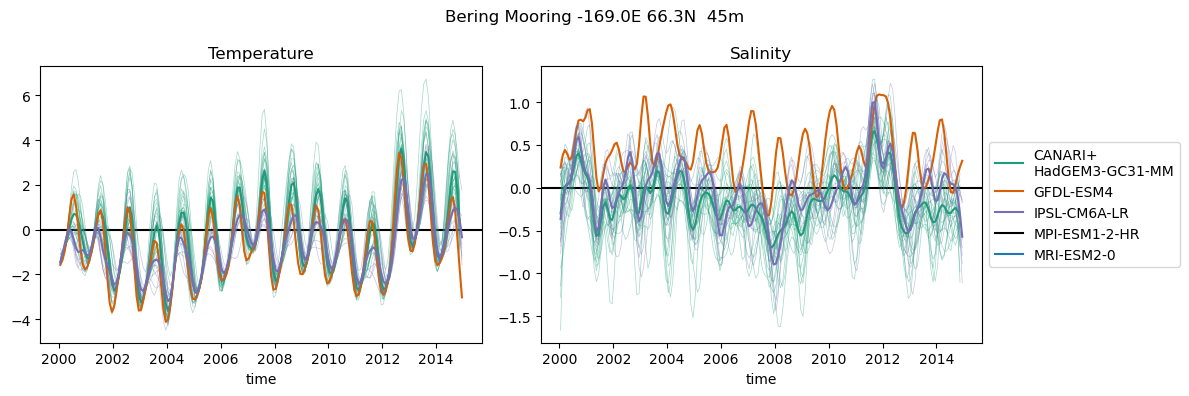 Bering Mooring -169.0E 66.3N  45m
Temperature
6
4
2
0
−2
−4
2000 2002 2004 2006 2008 2010 2012 2014
time
Salinity
1.0
0.5
0.0
−0.5
−1.0
−1.5
2000 2002 2004 2006 2008 2010 2012 2014
time
CANARI+
HadGEM3-GC31-MM
GFDL-ESM4
IPSL-CM6A-LR
MPI-ESM1-2-HR
MRI-ESM2-0